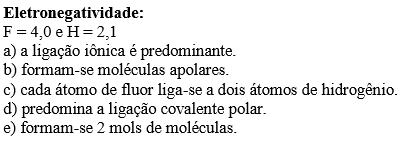 Eletronegatividade:
F = 4,0 e H = 2,1
a) a ligação iônica é predominante.
b) formam-se moléculas apolares.
c) cada átomo de fluor liga-se a dois átomos de hidrogênio.
d) predomina a ligação covalente polar.
e) formam-se 2 mols de moléculas.